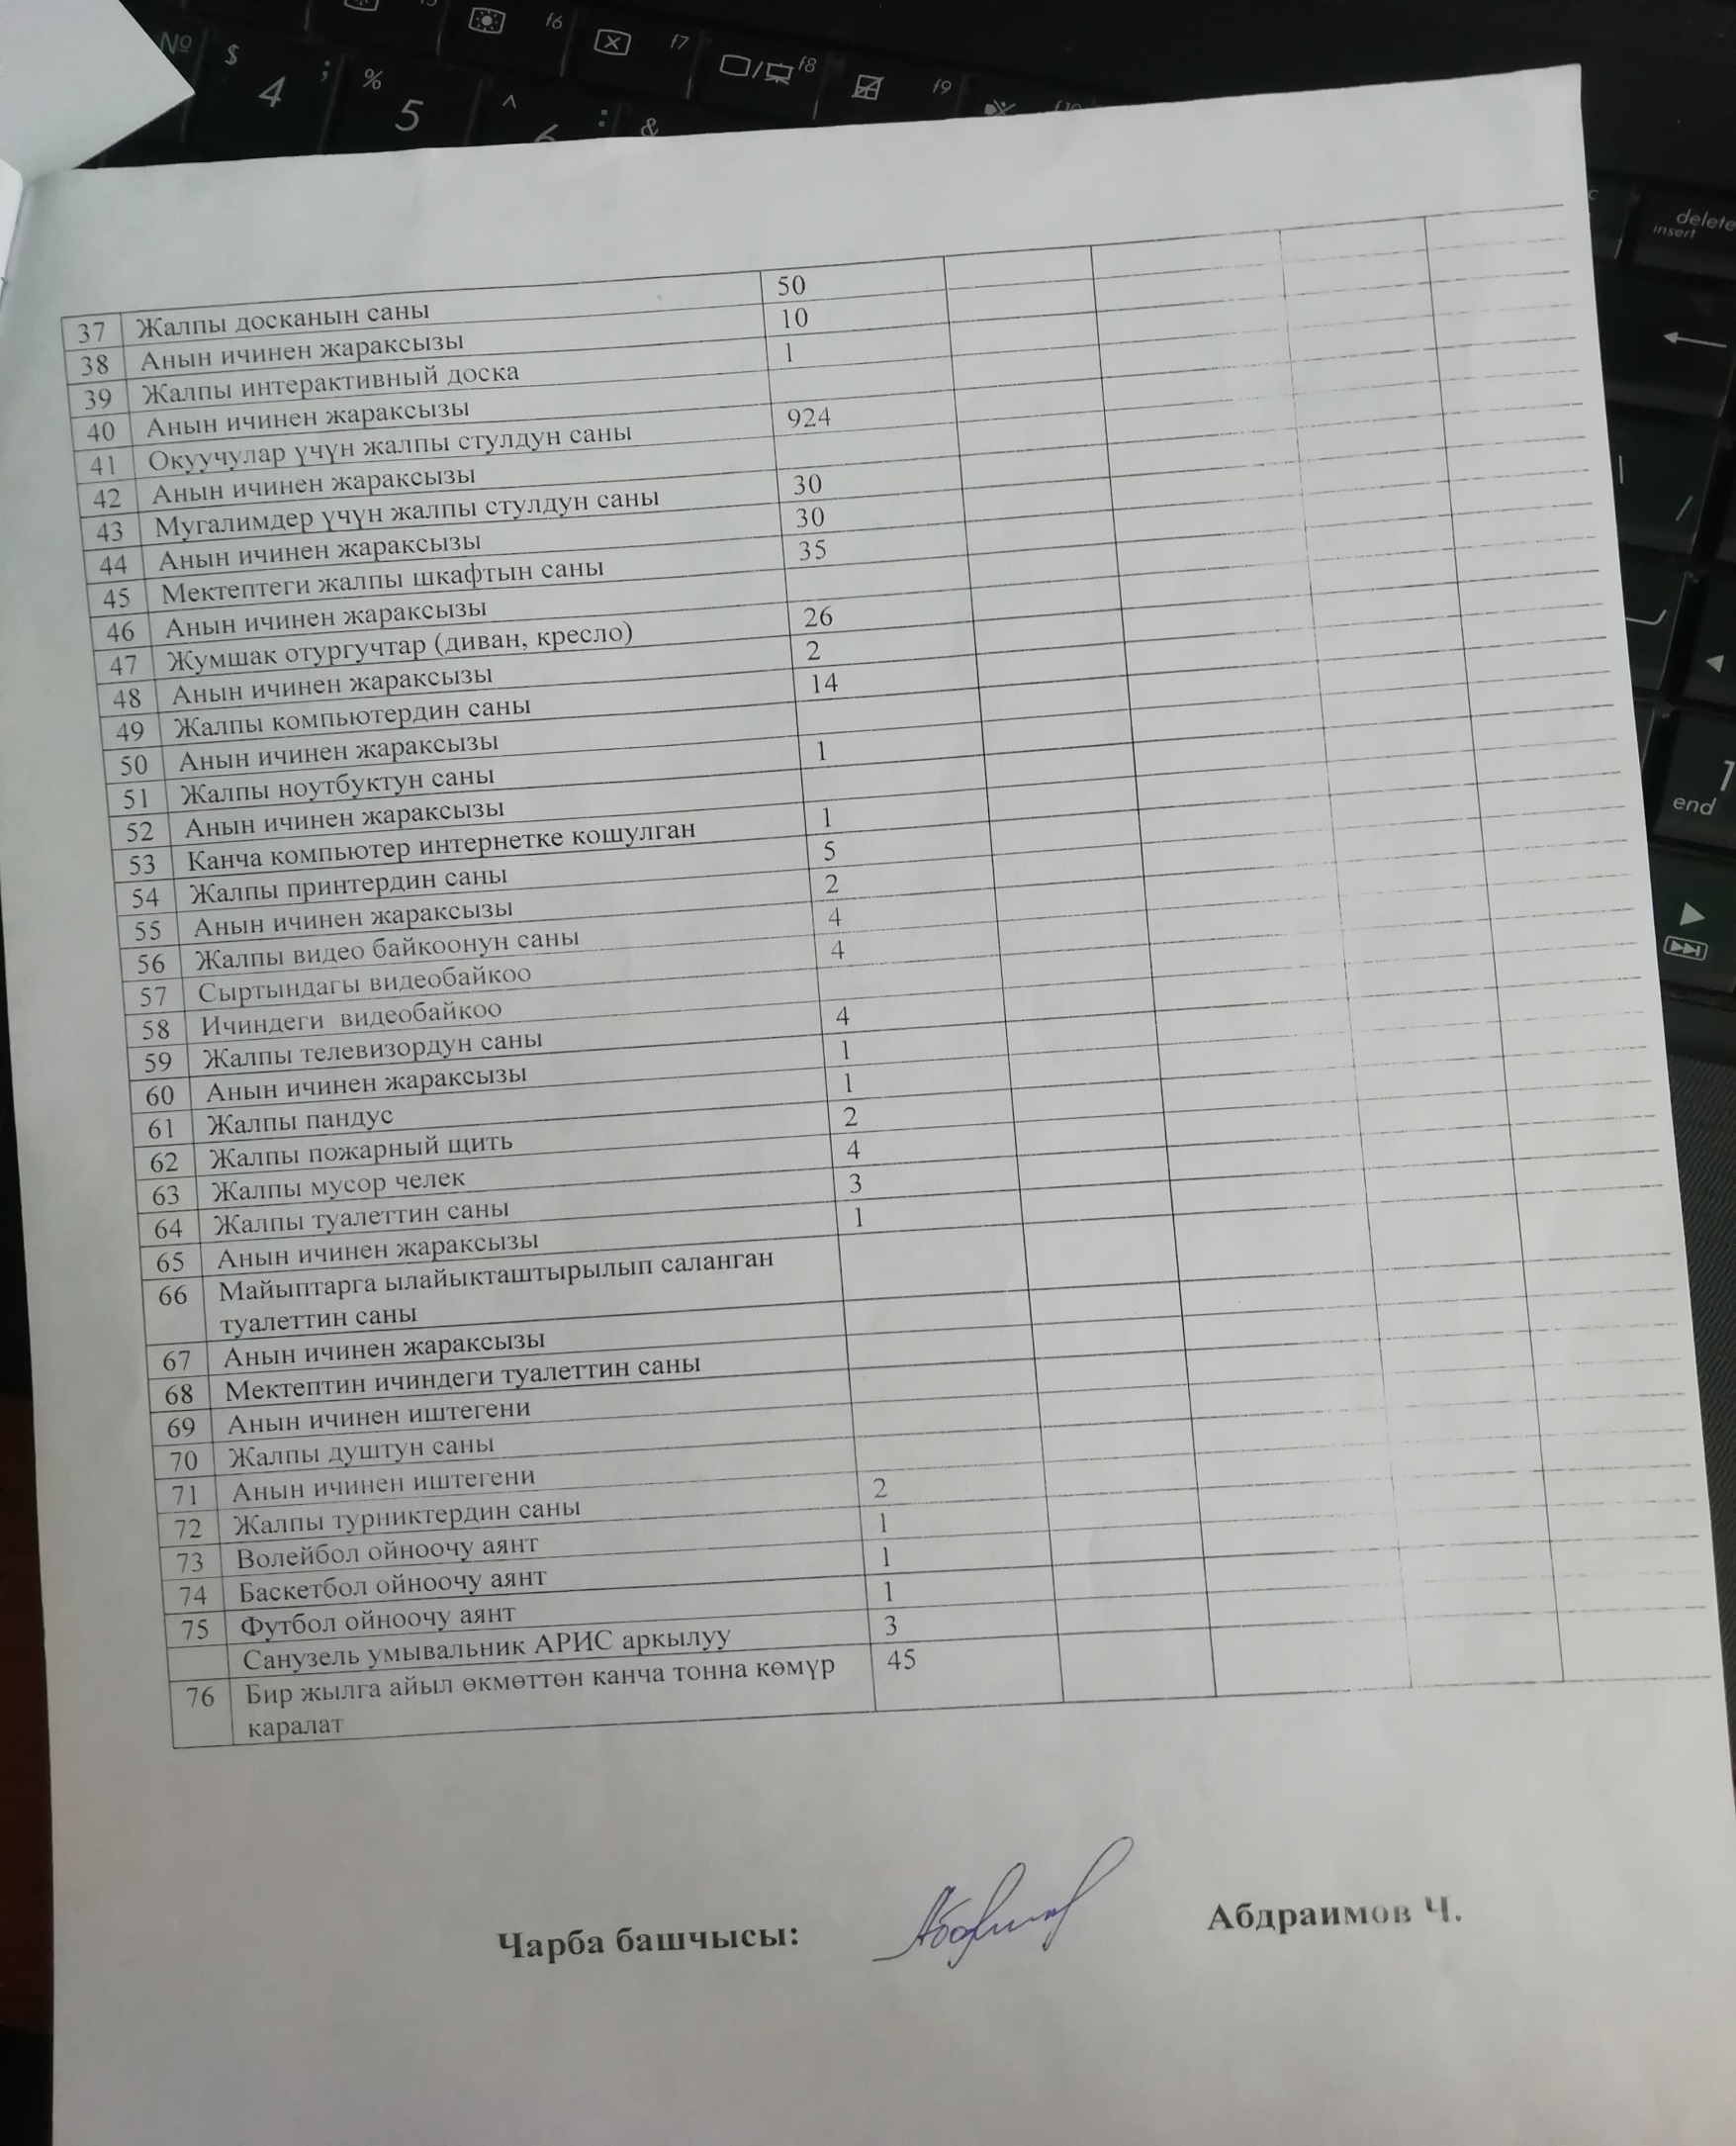 f6
f7
f8
f9
№
$ 4 ;
% 5
^ 6 :
&
delete
insert
1
end
37 Жалпы досканын саны 50
38 Анын ичинен жараксызы 10
39 Жалпы интерактивный доска 1
40 Анын ичинен жараксызы
41 Окуучулар үчүн жалпы стулдун саны 924
42 Анын ичинен жараксызы
43 Мугалимдер үчүн жалпы стулдун саны 30
44 Анын ичинен жараксызы 30
45 Мектептеги жалпы шкафтын саны 35
46 Анын ичинен жараксызы
47 Жумшак отургучтар (диван, кресло) 26
48 Анын ичинен жараксызы 2
49 Жалпы компьютердин саны 14
50 Анын ичинен жараксызы
51 Жалпы ноутбуктун саны 1
52 Анын ичинен жараксызы
53 Канча компьютер интернетке кошулган 1
54 Жалпы принтердин саны 5
55 Анын ичинен жараксызы 2
56 Жалпы видео байкоонун саны 4
57 Сыртындагы видеобайкоо 4
58 Ичиндеги видеобайкоо
59 Жалпы телевизордун саны 4
60 Анын ичинен жараксызы 1
61 Жалпы пандус 1
62 Жалпы пожарный щить 2
63 Жалпы мусор челек 4
64 Жалпы туалеттин саны 3
65 Анын ичинен жараксызы 1
66 Майыптарга ылайыкташтырылып саланган
туалеттин саны
67 Анын ичинен жараксызы
68 Мектептин ичиндеги туалеттин саны
69 Анын ичинен иштегени
70 Жалпы душтун саны
71 Анын ичинен иштегени
72 Жалпы турниктердин саны 2
73 Волейбол ойноочу аянт 1
74 Баскетбол ойноочу аянт 1
75 Футбол ойноочу аянт 1
Санузель умывальник АРИС аркылуу 3
76 Бир жылга айыл өкмөттөн канча тонна көмүр 45
каралат
Чарба башчысы: Абдраимов Ч.